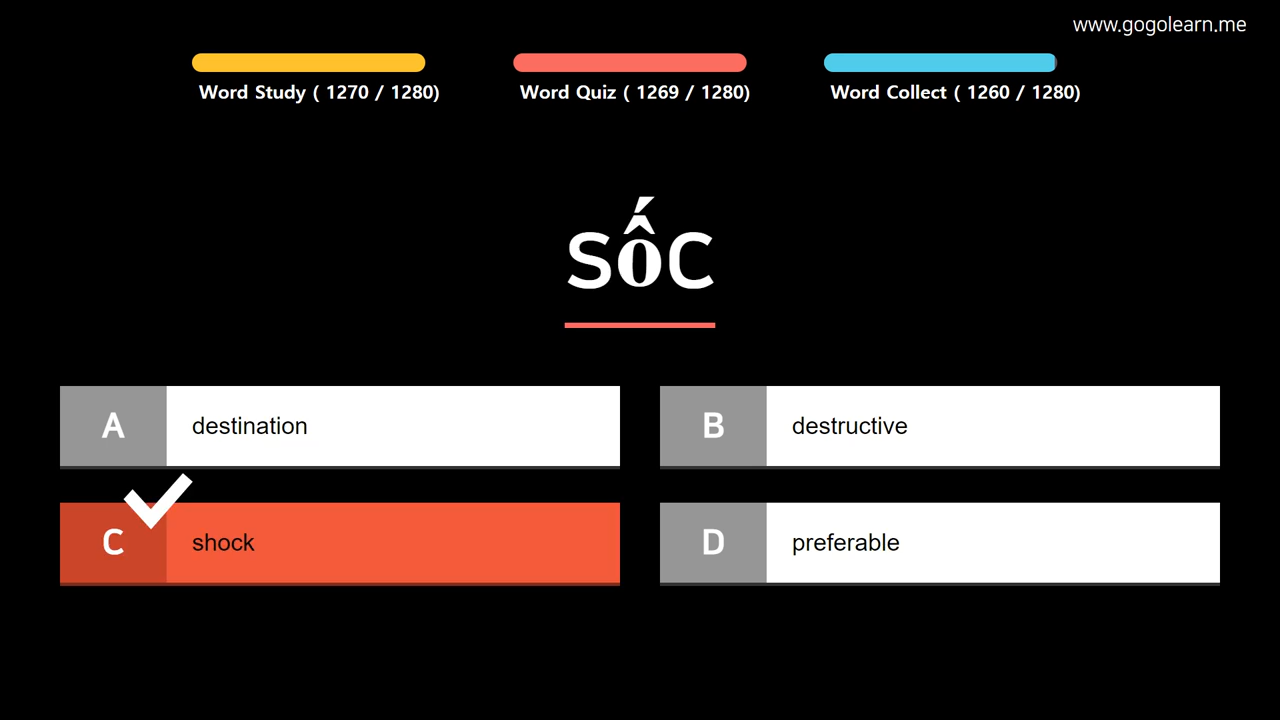 www.gogolearn.me
Word Study ( 1270 / 1280)
Word Quiz ( 1269 / 1280)
Word Collect ( 1260 / 1280)
sốc
A
destination
B
destructive
C
shock
D
preferable